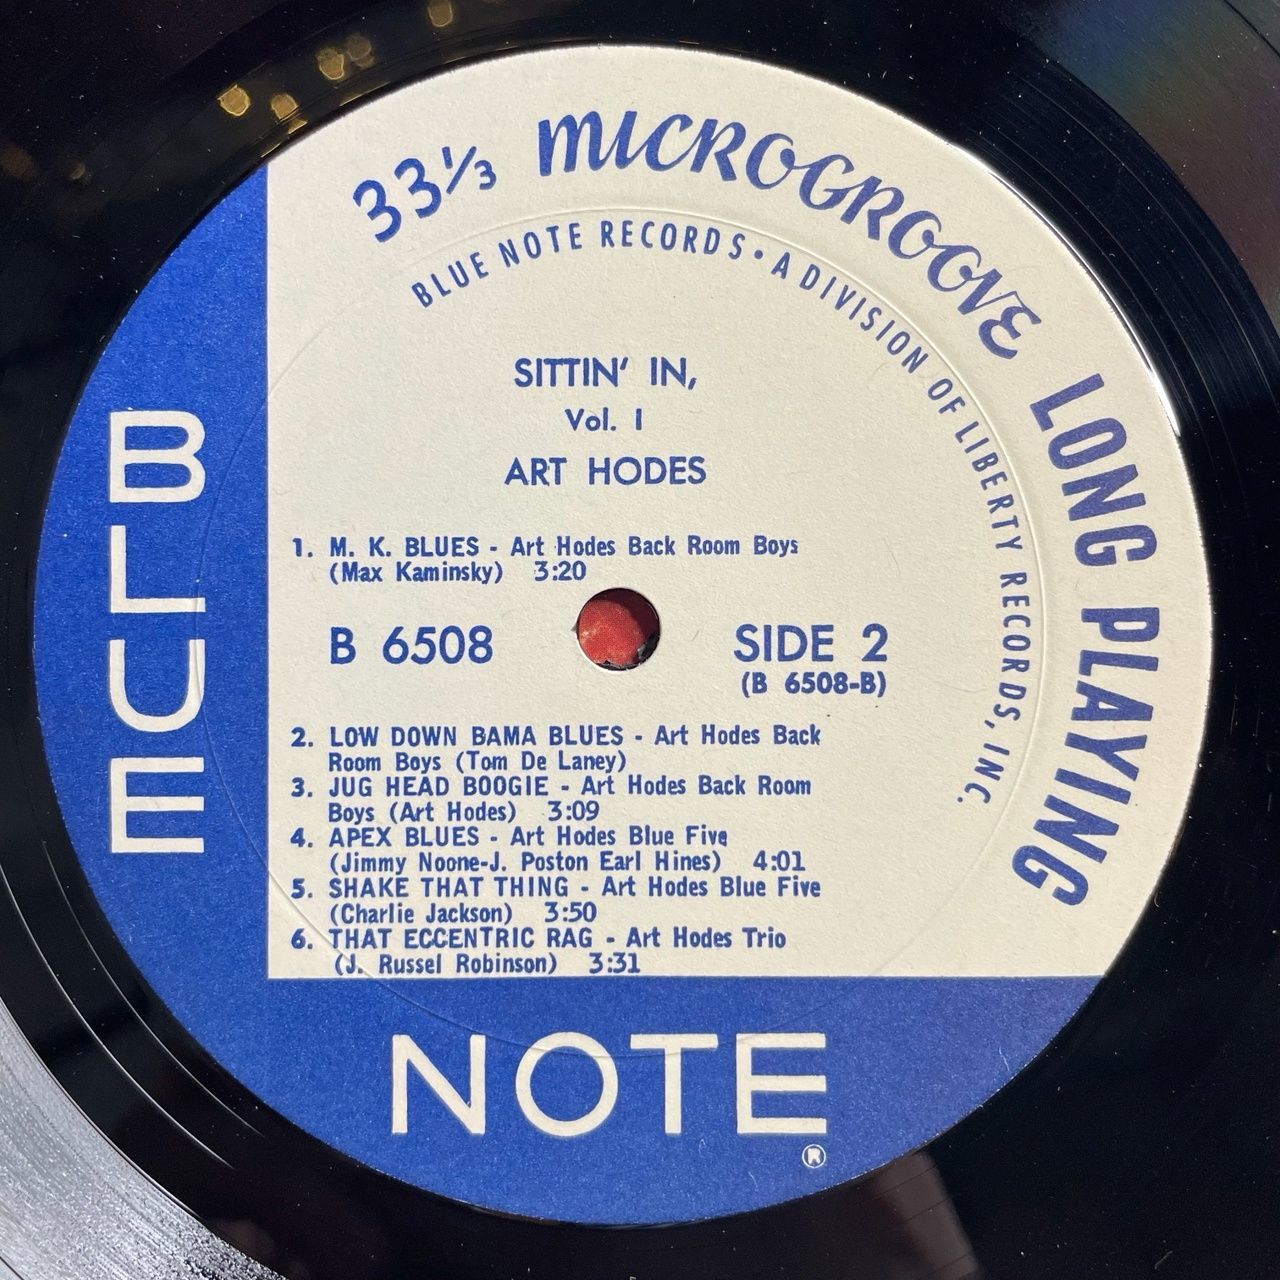 33⅓ MICROGROOVE LONG PLAYING
BLUE NOTE RECORDS • A DIVISION OF LIBERTY RECORDS, INC.
SITTIN' IN,
Vol. I
ART HODES
1. M. K. BLUES - Art Hodes Back Room Boys
(Max Kaminsky) 3:20
B 6508 SIDE 2
(B 6508-B)
2. LOW DOWN BAMA BLUES - Art Hodes Back
Room Boys (Tom De Laney)
3. JUG HEAD BOOGIE - Art Hodes Back Room
Boys (Art Hodes) 3:09
4. APEX BLUES - Art Hodes Blue Five
(Jimmy Noone-J. Poston Earl Hines) 4:01
5. SHAKE THAT THING - Art Hodes Blue Five
(Charlie Jackson) 3:50
6. THAT ECCENTRIC RAG - Art Hodes Trio
(J. Russel Robinson) 3:31
BLUE
NOTE
®